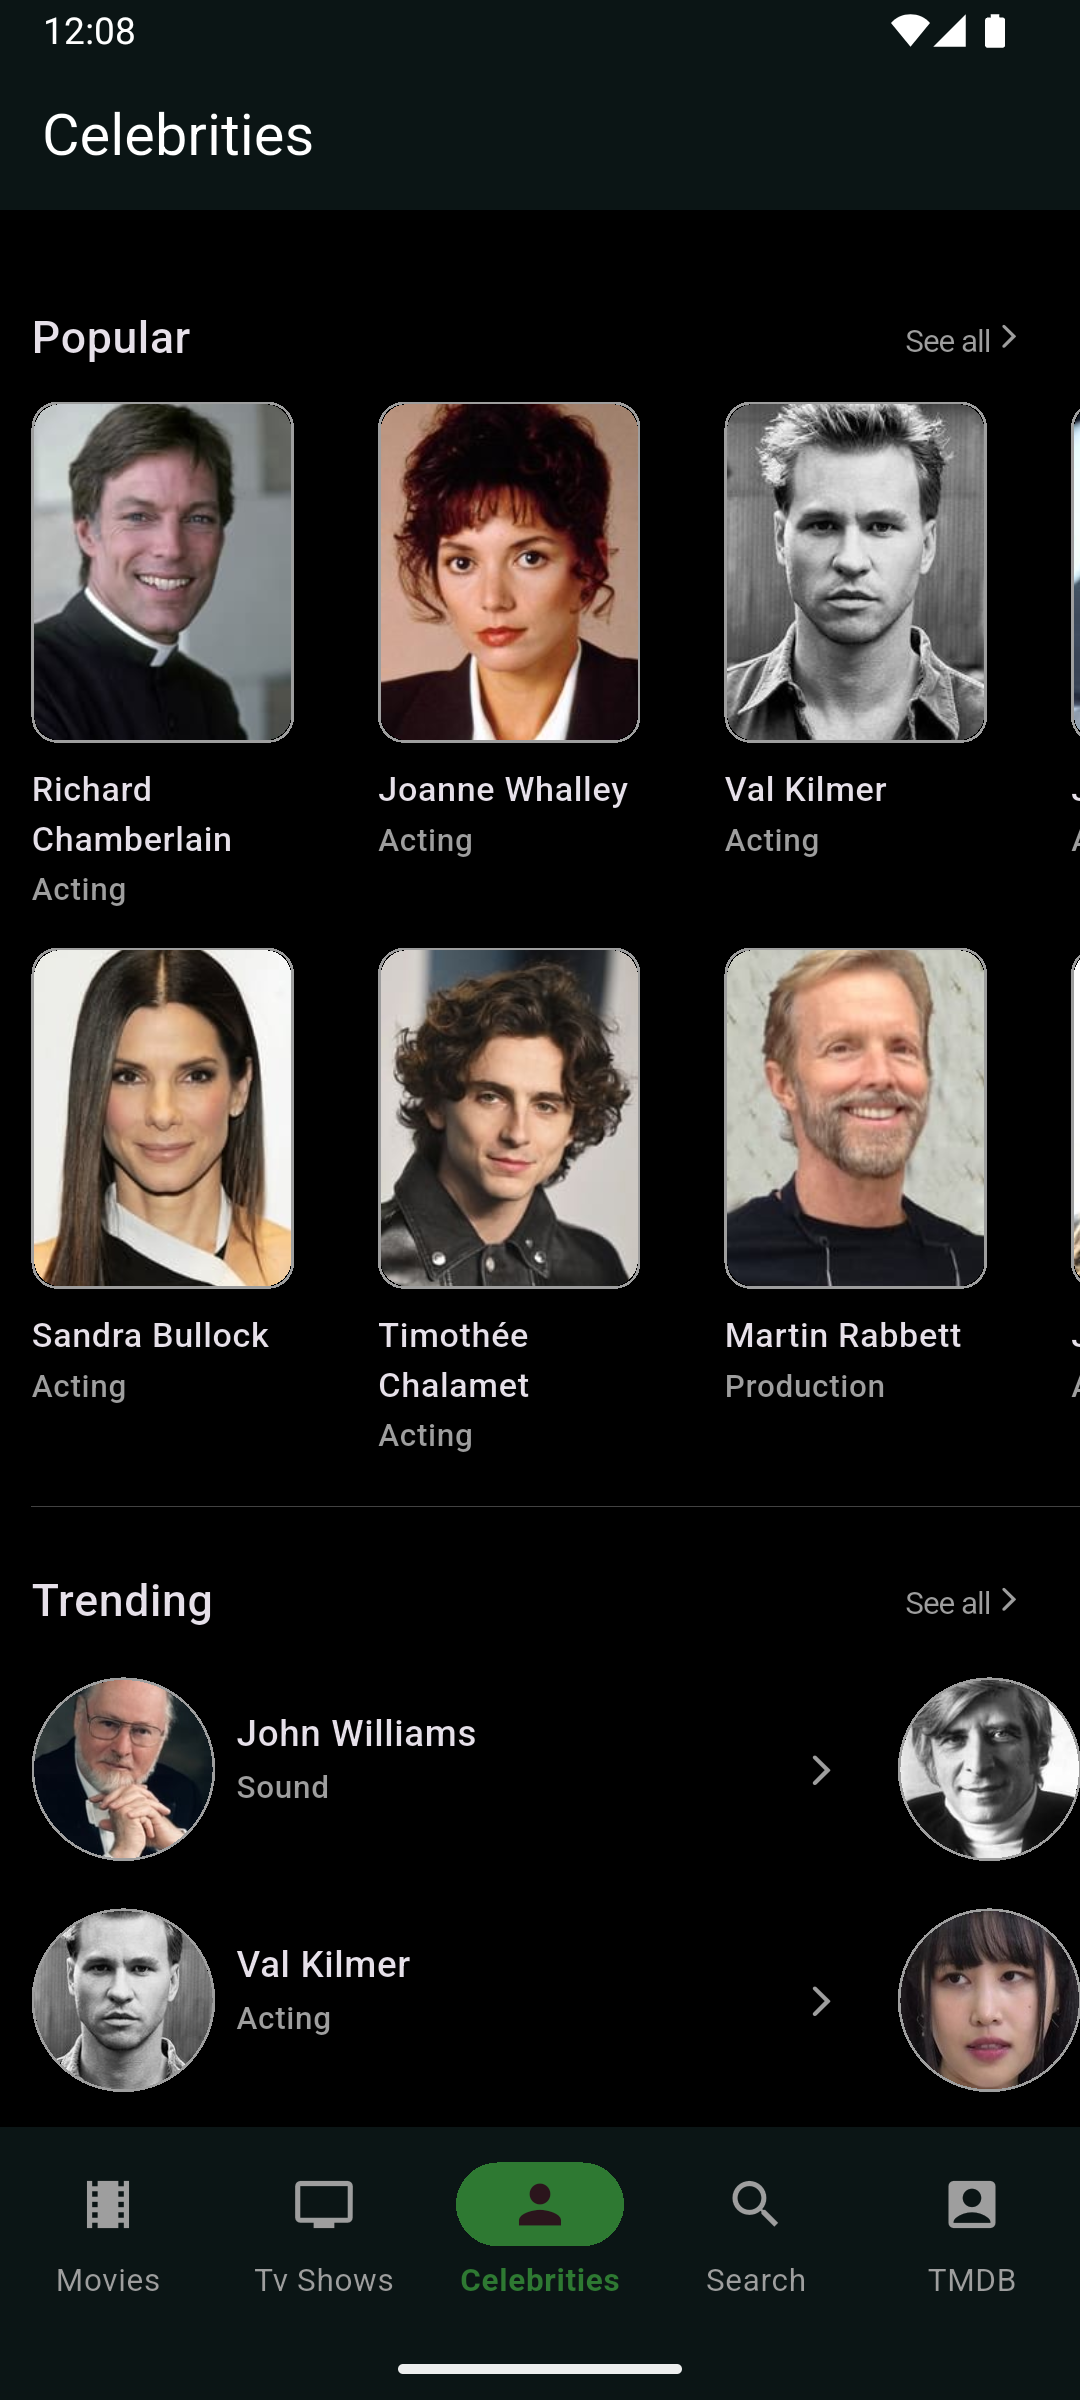 12:08
Celebrities
Popular
See all
Richard
Chamberlain
Acting
Joanne Whalley
Acting
Val Kilmer
Acting
Sandra Bullock
Acting
Timothée
Chalamet
Acting
Martin Rabbett
Production
Trending
See all
John Williams
Sound
Val Kilmer
Acting
Movies
Tv Shows
Celebrities
Search
TMDB